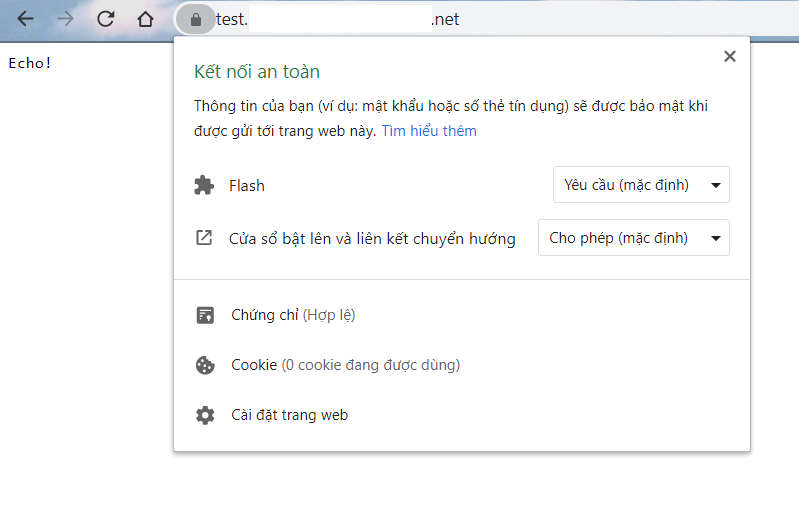 test. .net
Echo!
Kết nối an toàn
Thông tin của bạn (ví dụ: mật khẩu hoặc số thẻ tín dụng) sẽ được bảo mật khi
được gửi tới trang web này. Tìm hiểu thêm
Flash Yêu cầu (mặc định)
Cửa sổ bật lên và liên kết chuyển hướng Cho phép (mặc định)
Chứng chỉ (Hợp lệ)
Cookie (0 cookie đang được dùng)
Cài đặt trang web